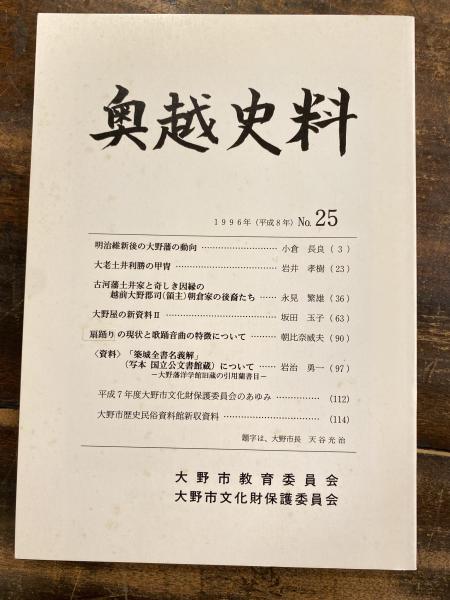 奥越史料
1996年(平成8年) No. 25
明治維新後の大野藩の動向 ………………………… 小倉 長良 ( 3 )
大老土井利勝の甲冑 ………………………………… 岩井 孝樹 ( 23 )
古河藩土井家と奇しき因縁の
越前大野郡司(領主)朝倉家の後裔たち …… 永見 繁雄 ( 36 )
大野屋の新資料Ⅱ ……………………………… 坂田 玉子 ( 63 )
扇踊りの現状と歌踊音曲の特徴について ……… 朝比奈威夫 ( 90 )
〈資料〉「築城全書名義解」
(写本 国立公文書館蔵) について …… 岩治 勇一 ( 97 )
−大野藩洋学館旧蔵の引用蘭書目−
平成7年度大野市文化財保護委員会のあゆみ …………… (112)
大野市歴史民俗資料館新収資料 ……………………………… (114)
題字は、大野市長 天谷光治
大野市教育委員会
大野市文化財保護委員会